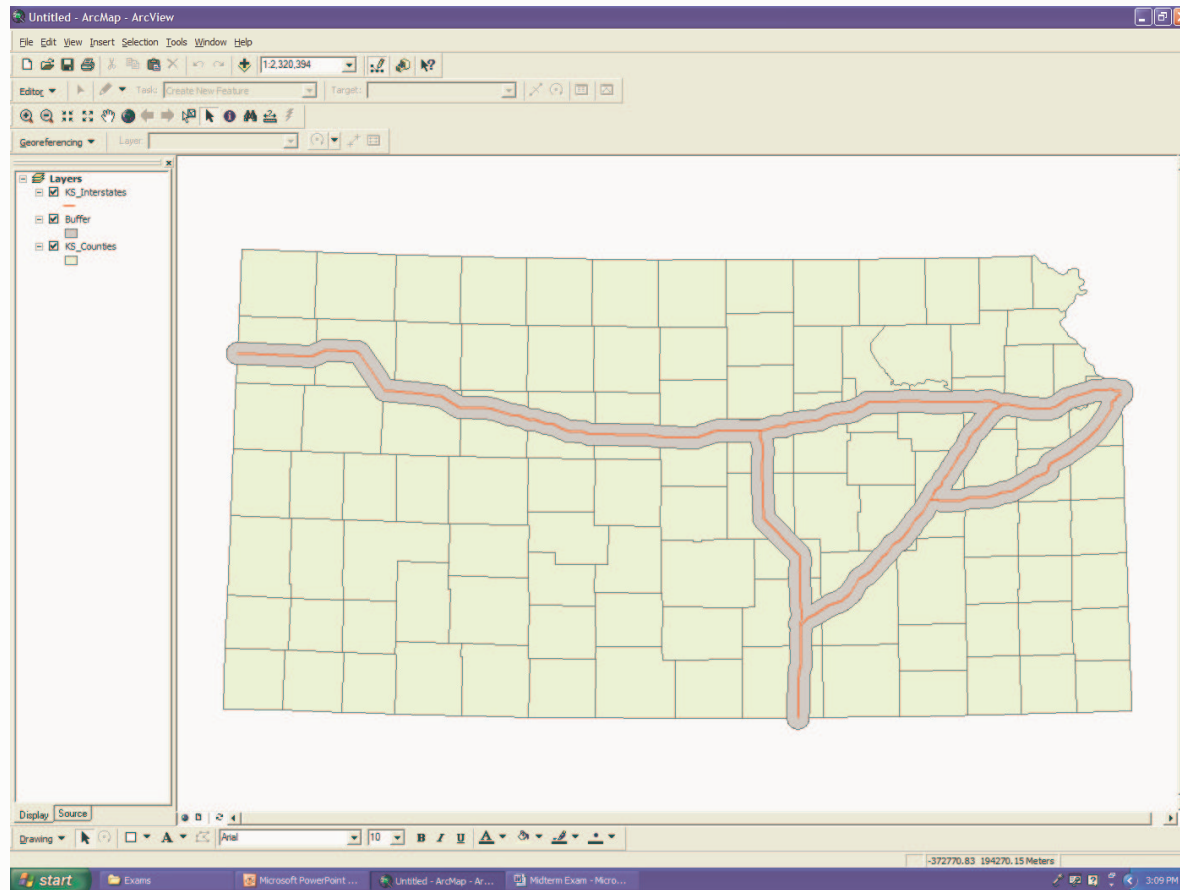 Untitled - ArcMap - ArcView
File Edit View Insert Selection Tools Window Help
1:2,320,394
Editor Task: Create New Feature Target:
Georeferencing Layer:
Layers
KS_Interstates
Buffer
KS_Counties
Display Source
Drawing A Arial 10 B I U A
-372770.83 194270.15 Meters
start Exams Microsoft PowerPoint ... Untitled - ArcMap - Ar... Midterm Exam - Micro... 3:09 PM